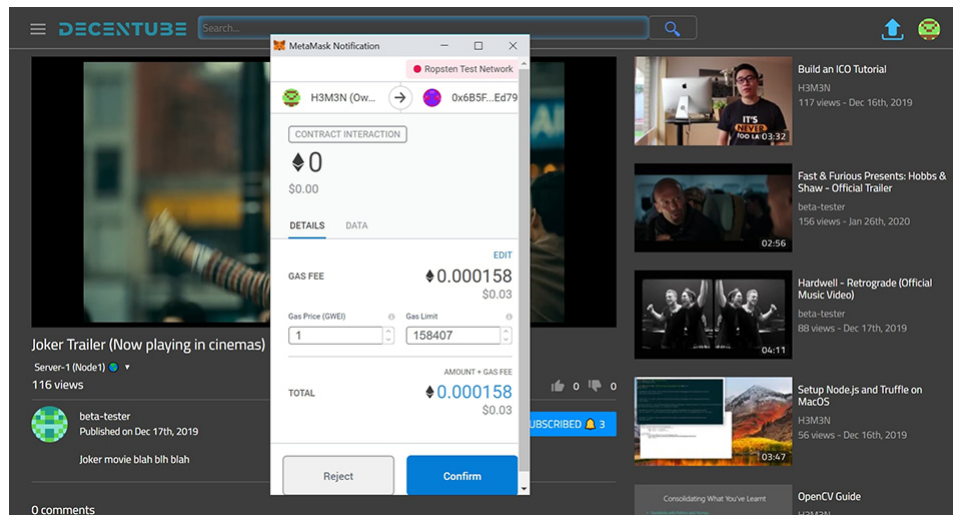 DECENTUBE
Search...
MetaMask Notification
Ropsten Test Network
H3M3N (Ow...
0x6B5F...Ed79
CONTRACT INTERACTION
0
$0.00
DETAILS DATA
EDIT
GAS FEE
0.000158
$0.03
Gas Price (GWEI) Gas Limit
1 158407
AMOUNT + GAS FEE
TOTAL
0.000158
$0.03
Reject Confirm
Joker Trailer (Now playing in cinemas)
Server-1 (Node1)
116 views
0 0
beta-tester
Published on Dec 17th, 2019
UBSCRIBED 3
Joker movie blah blh blah
0 comments
IT'S
NEVER
TOO LA
03:32
Build an ICO Tutorial
H3M3N
117 views - Dec 16th, 2019
02:56
Fast & Furious Presents: Hobbs &
Shaw - Official Trailer
beta-tester
156 views - Jan 26th, 2020
04:11
Hardwell - Retrograde (Official
Music Video)
beta-tester
88 views - Dec 17th, 2019
03:47
Setup Node.js and Truffle on
MacOS
H3M3N
56 views - Dec 16th, 2019
Consolidating What You've Learnt
OpenCV Guide
H3M3N